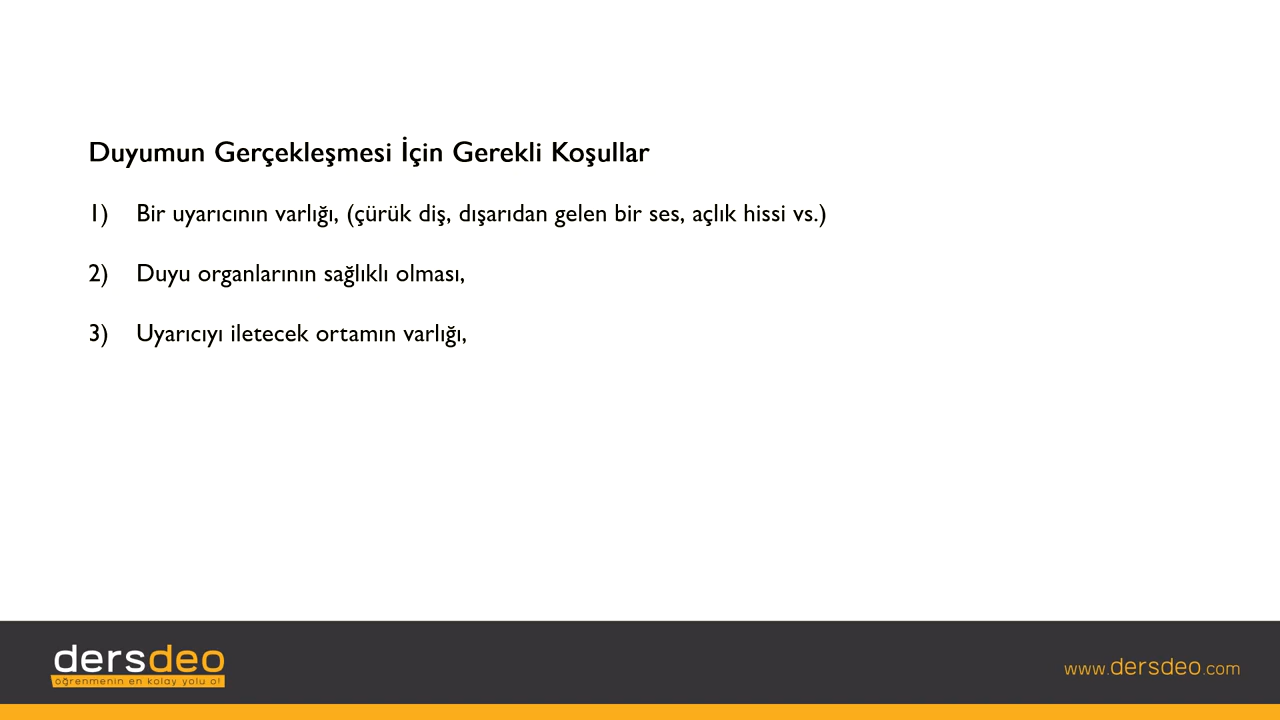 Duyumun Gerçekleşmesi İçin Gerekli Koşullar
1) Bir uyarıcının varlığı, (çürük diş, dışarıdan gelen bir ses, açlık hissi vs.)
2) Duyu organlarının sağlıklı olması,
3) Uyarıcıyı iletecek ortamın varlığı,
dersdeo
öğrenmenin en kolay yolu o!
www.dersdeo.com